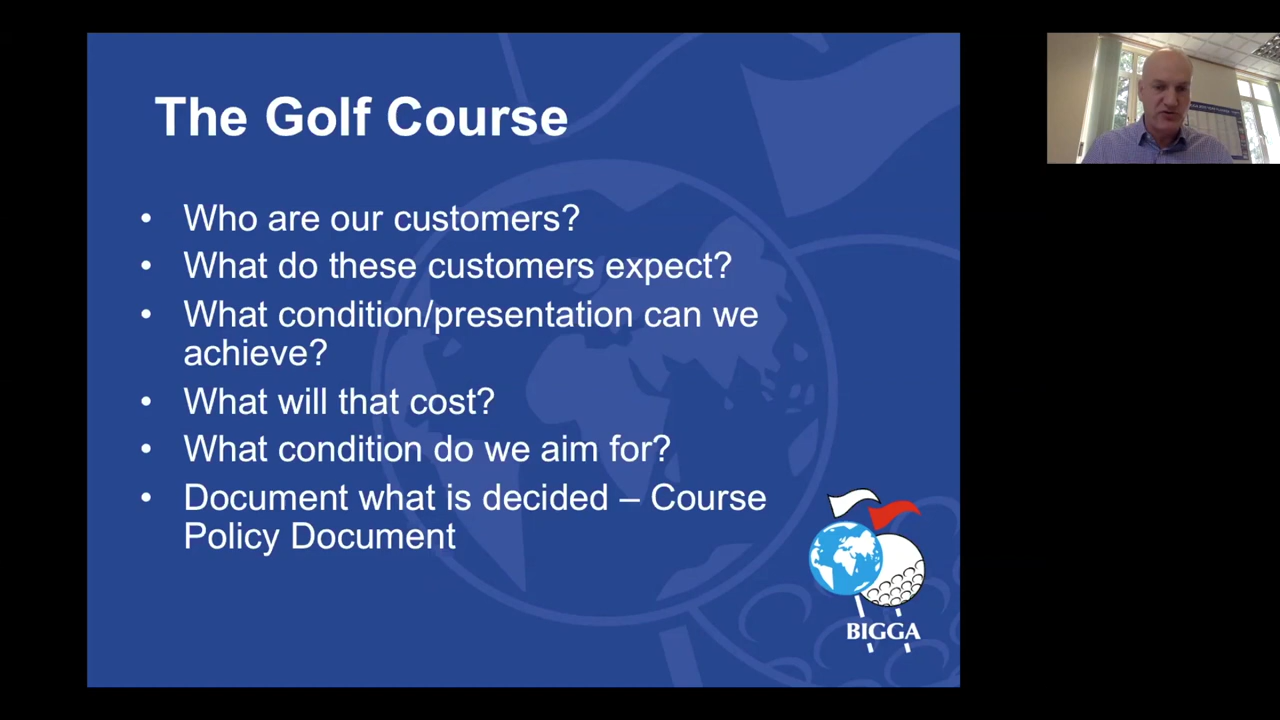 The Golf Course
• Who are our customers?
• What do these customers expect?
• What condition/presentation can we
achieve?
• What will that cost?
• What condition do we aim for?
• Document what is decided – Course
Policy Document
BIGGA